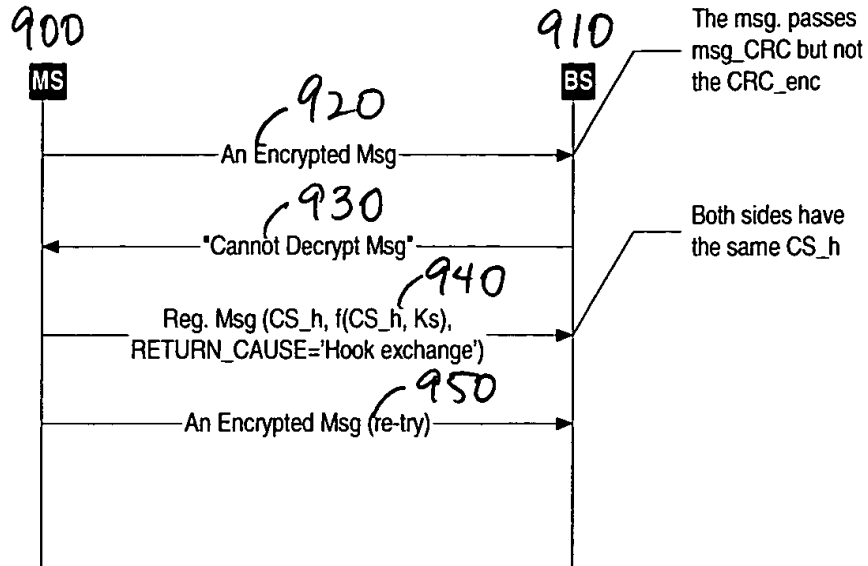 900
910
MS
BS
The msg. passes
msg_CRC but not
the CRC_enc
920
An Encrypted Msg
930
"Cannot Decrypt Msg"
Both sides have
the same CS_h
940
Reg. Msg (CS_h, f(CS_h, Ks),
RETURN_CAUSE='Hook exchange')
950
An Encrypted Msg (re-try)